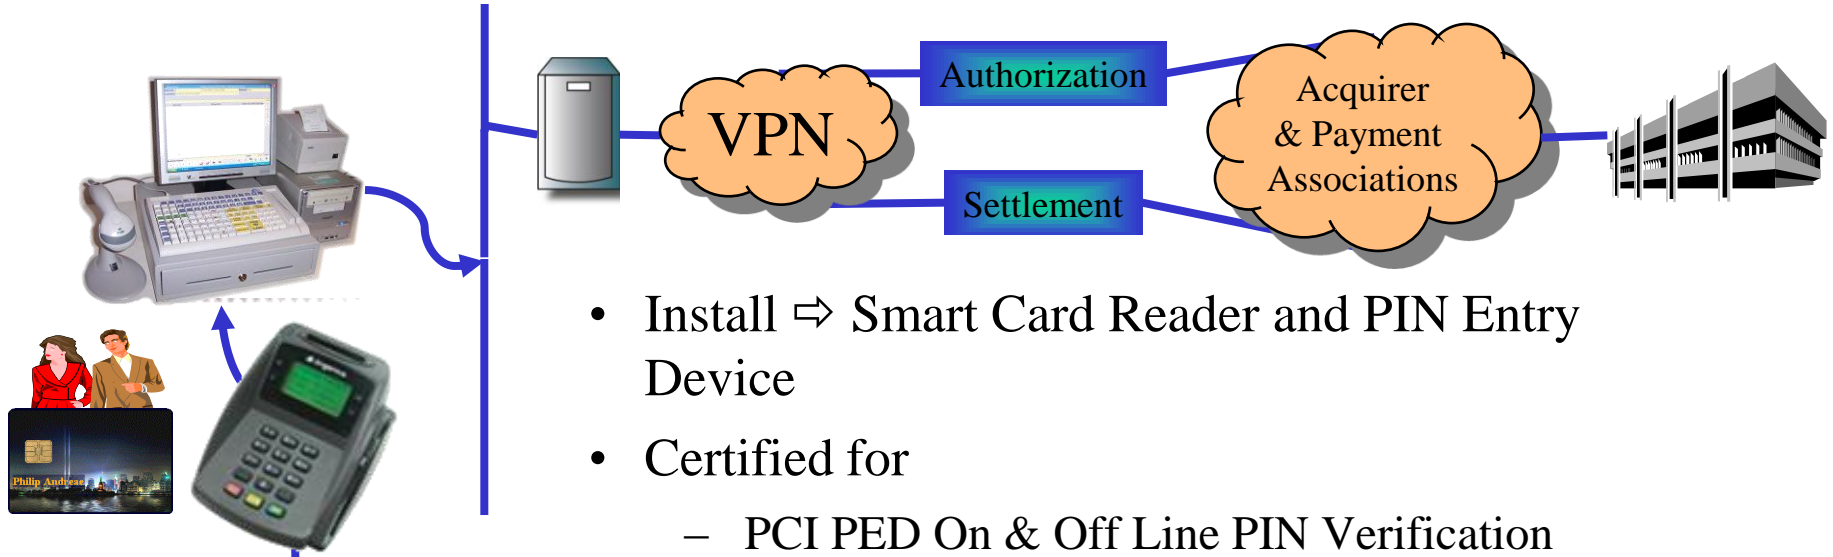 Authorization
VPN
Acquirer
& Payment
Associations
Settlement
• Install ⇨ Smart Card Reader and PIN Entry
Device
• Certified for
– PCI PED On & Off Line PIN Verification
Philip Andreae